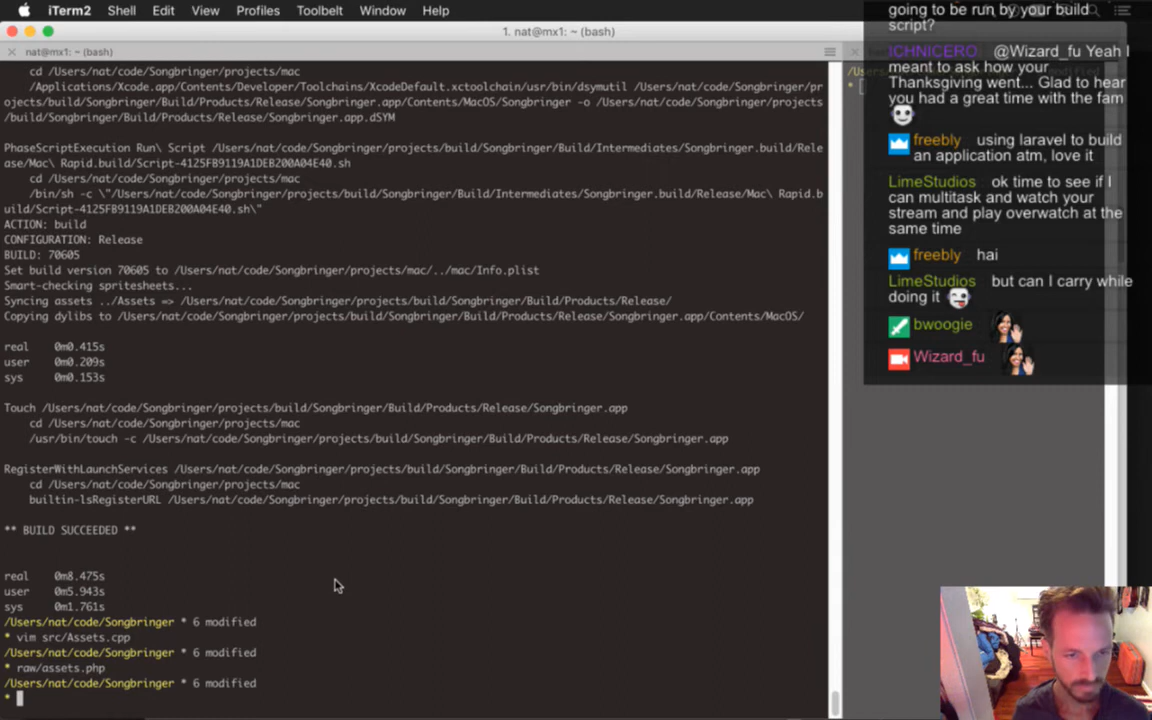 iTerm2 Shell Edit View Profiles Toolbelt Window Help
1. nat@mx1: ~ (bash)
nat@mx1: ~ (bash)
cd /Users/nat/code/Songbringer/projects/mac
/Applications/Xcode.app/Contents/Developer/Toolchains/XcodeDefault.xctoolchain/usr/bin/dsymutil /Users/nat/code/Songbringer/pr
ojects/build/Songbringer/Build/Products/Release/Songbringer.app/Contents/MacOS/Songbringer -o /Users/nat/code/Songbringer/projects
/build/Songbringer/Build/Products/Release/Songbringer.app.dSYM
PhaseScriptExecution Run\ Script /Users/nat/code/Songbringer/projects/build/Songbringer/Build/Intermediates/Songbringer.build/Rele
ase/Mac\ Rapid.build/Script-4125FB9119A1DEB200A04E40.sh
cd /Users/nat/code/Songbringer/projects/mac
/bin/sh -c \"/Users/nat/code/Songbringer/projects/build/Songbringer/Build/Intermediates/Songbringer.build/Release/Mac\ Rapid.b
uild/Script-4125FB9119A1DEB200A04E40.sh\"
ACTION: build
CONFIGURATION: Release
BUILD: 70605
Set build version 70605 to /Users/nat/code/Songbringer/projects/mac/../mac/Info.plist
Smart-checking spritesheets...
Syncing assets ../Assets => /Users/nat/code/Songbringer/projects/build/Songbringer/Build/Products/Release/
Copying dylibs to /Users/nat/code/Songbringer/projects/build/Songbringer/Build/Products/Release/Songbringer.app/Contents/MacOS/
real 0m0.415s
user 0m0.209s
sys 0m0.153s
Touch /Users/nat/code/Songbringer/projects/build/Songbringer/Build/Products/Release/Songbringer.app
cd /Users/nat/code/Songbringer/projects/mac
/usr/bin/touch -c /Users/nat/code/Songbringer/projects/build/Songbringer/Build/Products/Release/Songbringer.app
RegisterWithLaunchServices /Users/nat/code/Songbringer/projects/build/Songbringer/Build/Products/Release/Songbringer.app
cd /Users/nat/code/Songbringer/projects/mac
builtin-lsRegisterURL /Users/nat/code/Songbringer/projects/build/Songbringer/Build/Products/Release/Songbringer.app
** BUILD SUCCEEDED **
real 0m8.475s
user 0m5.943s
sys 0m1.761s
/Users/nat/code/Songbringer * 6 modified
* vim src/Assets.cpp
/Users/nat/code/Songbringer * 6 modified
* raw/assets.php
/Users/nat/code/Songbringer * 6 modified
*
going to be run by your build
script?
ICHNICERO @Wizard_fu Yeah I
meant to ask how your
Thanksgiving went... Glad to hear
you had a great time with the fam
freebly using laravel to build
an application atm, love it
LimeStudios ok time to see if I
can multitask and watch your
stream and play overwatch at the
same time
freebly hai
LimeStudios but can I carry while
doing it
bwoogie
Wizard_fu